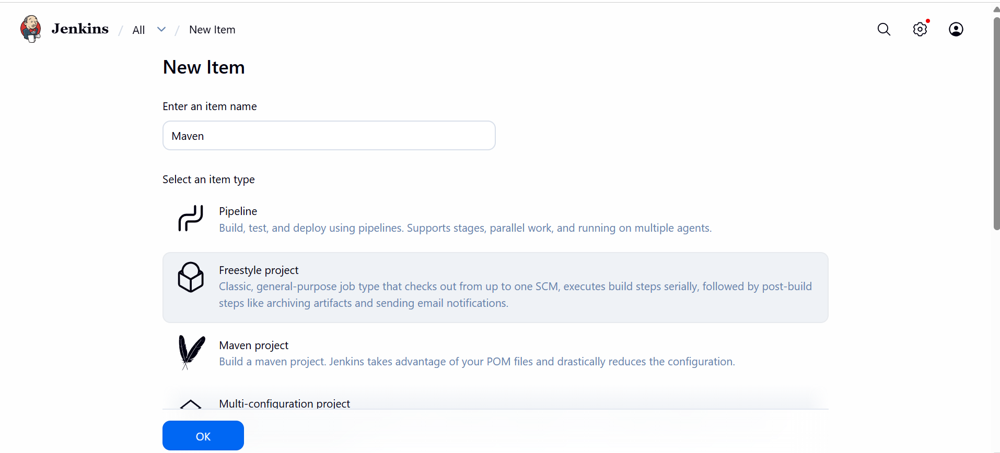 Jenkins / All / New Item
New Item
Enter an item name
Maven
Select an item type
Pipeline
Build, test, and deploy using pipelines. Supports stages, parallel work, and running on multiple agents.
Freestyle project
Classic, general-purpose job type that checks out from up to one SCM, executes build steps serially, followed by post-build
steps like archiving artifacts and sending email notifications.
Maven project
Build a maven project. Jenkins takes advantage of your POM files and drastically reduces the configuration.
Multi-configuration project
OK